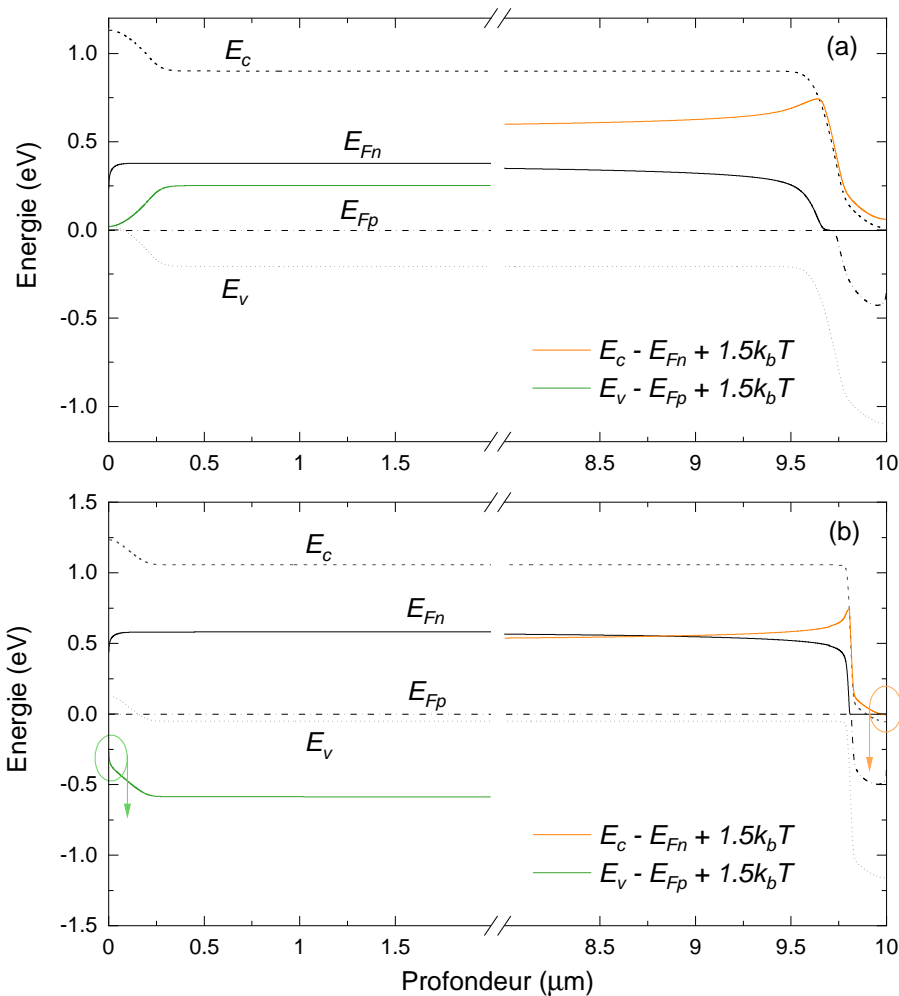 (a)
1.0
E_c
0.5
E_Fn
Energie (eV)
0.0
E_Fp
E_v
-0.5
E_c - E_Fn + 1.5k_bT
E_v - E_Fp + 1.5k_bT
-1.0
0 0.5 1 1.5 8.5 9 9.5 10
1.5
(b)
E_c
1.0
E_Fn
0.5
Energie (eV)
E_Fp
0.0
E_v
-0.5
E_c - E_Fn + 1.5k_bT
-1.0
E_v - E_Fp + 1.5k_bT
-1.5
0 0.5 1 1.5 8.5 9 9.5 10
Profondeur (μm)